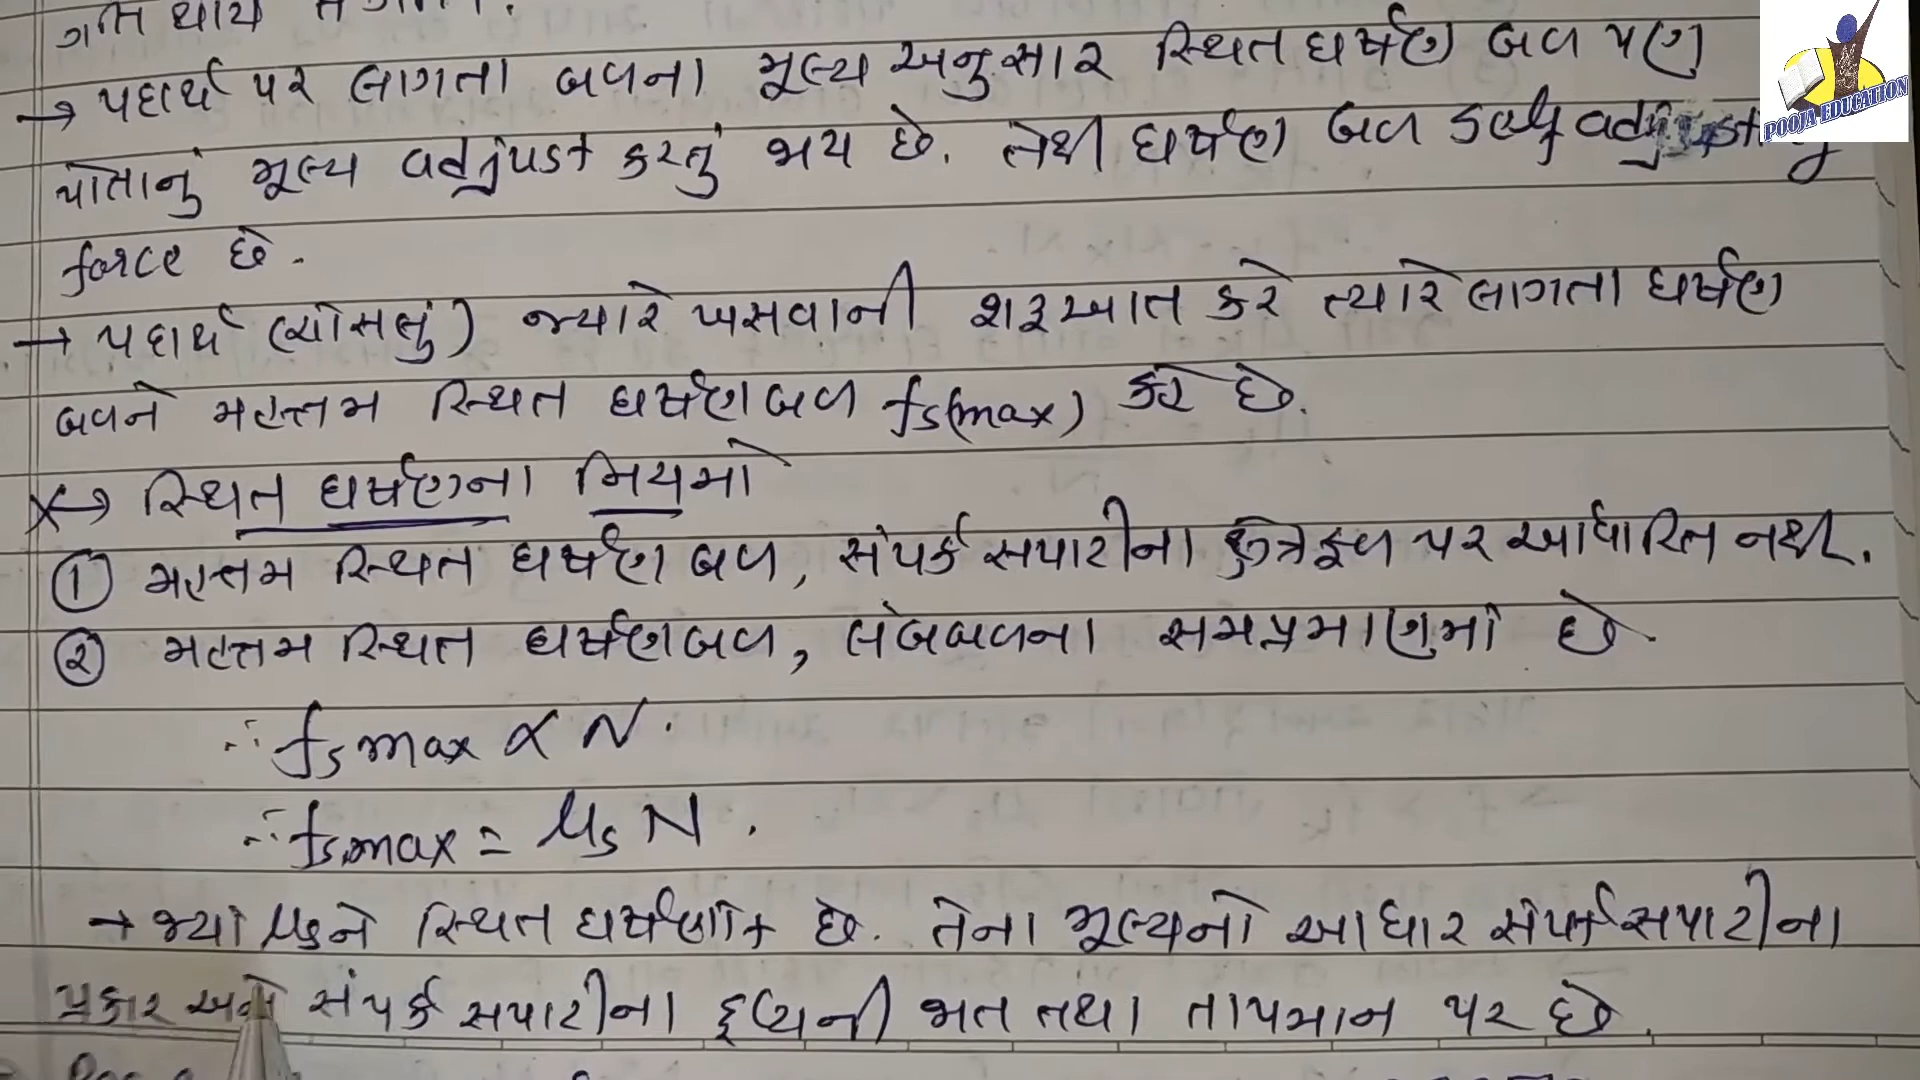 થાય
→ પદાર્થ પર લાગતા બળના મૂલ્ય અનુસાર સ્થિત ઘર્ષણ બળ પણ
પોતાનું મૂલ્ય adjust કરતું જાય છે. તેથી ઘર્ષણ બળ self
force છે.
→ પદાર્થ (ચોસલું) જ્યારે ખસવાની શરૂઆત કરે ત્યારે લાગતા ઘર્ષણ
બળને મહત્તમ સ્થિત ઘર્ષણબળ fs(max) કહે છે.
→ સ્થિત ઘર્ષણના નિયમો
① મહત્તમ સ્થિત ઘર્ષણ બળ, સંપર્ક સપાટીના ક્ષેત્રફળ પર આધારિત નથી.
② મહત્તમ સ્થિત ઘર્ષણબળ, લંબબળના સમપ્રમાણમાં છે.
∴ fs max ∝ N.
∴ fs,max = μs N.
→ જ્યાં μs ને સ્થિત ઘર્ષણાંક છે. તેના મૂલ્યનો આધાર સંપર્કસપાટીના
પ્રકાર અને સંપર્ક સપાટીના દ્રવ્યની જાત તથા તાપમાન પર છે.
POOJA EDUCATION